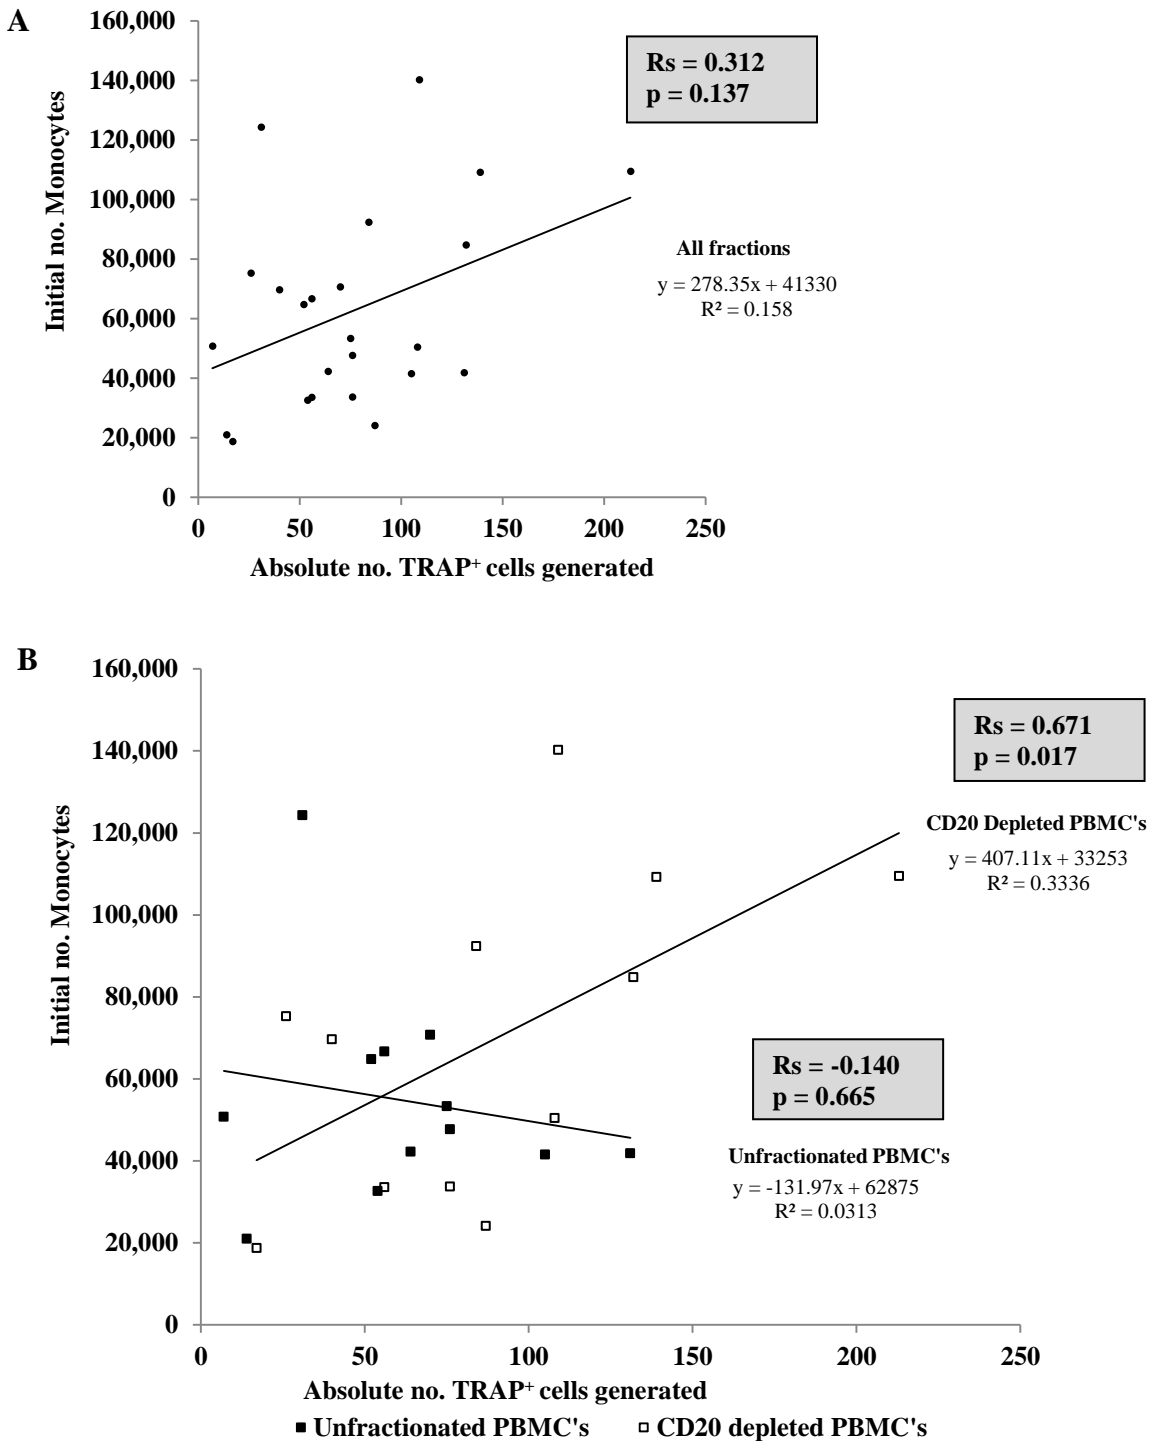 A
160,000
140,000
120,000
100,000
80,000
60,000
40,000
20,000
0
Initial no. Monocytes
Rs = 0.312
p = 0.137
All fractions
y = 278.35x + 41330
R² = 0.158
0 50 100 150 200 250
Absolute no. TRAP⁺ cells generated
B
160,000
140,000
120,000
100,000
80,000
60,000
40,000
20,000
0
Initial no. Monocytes
Rs = 0.671
p = 0.017
CD20 Depleted PBMC's
y = 407.11x + 33253
R² = 0.3336
Rs = -0.140
p = 0.665
Unfractionated PBMC's
y = -131.97x + 62875
R² = 0.0313
0 50 100 150 200 250
Absolute no. TRAP⁺ cells generated
Unfractionated PBMC's CD20 depleted PBMC's